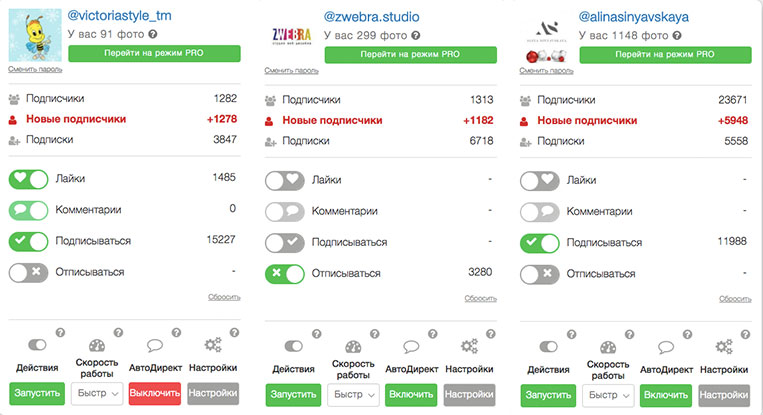 @victoriastyle_tm
У вас 91 фото ?
Перейти на режим PRO
Сменить пароль
Подписчики 1282
Новые подписчики +1278
Подписки 3847
Лайки 1485
Комментарии 0
Подписываться 15227
Отписываться -
Сбросить
? ? ?
Действия Скорость работы АвтоДирект Настройки
Запустить Быстр Выключить Настройки
ZWEBRA
@zwebra.studio
У вас 299 фото ?
Перейти на режим PRO
Сменить пароль
Подписчики 1313
Новые подписчики +1182
Подписки 6718
Лайки -
Комментарии -
Подписываться -
Отписываться 3280
Сбросить
? ? ?
Действия Скорость работы АвтоДирект Настройки
Запустить Быстр Включить Настройки
@alinasinyavskaya
У вас 1148 фото ?
Перейти на режим PRO
Сменить пароль
Подписчики 23671
Новые подписчики +5948
Подписки 5558
Лайки -
Комментарии -
Подписываться 11988
Отписываться -
Сбросить
? ? ?
Действия Скорость работы АвтоДирект Настройки
Запустить Быстр Включить Настройки